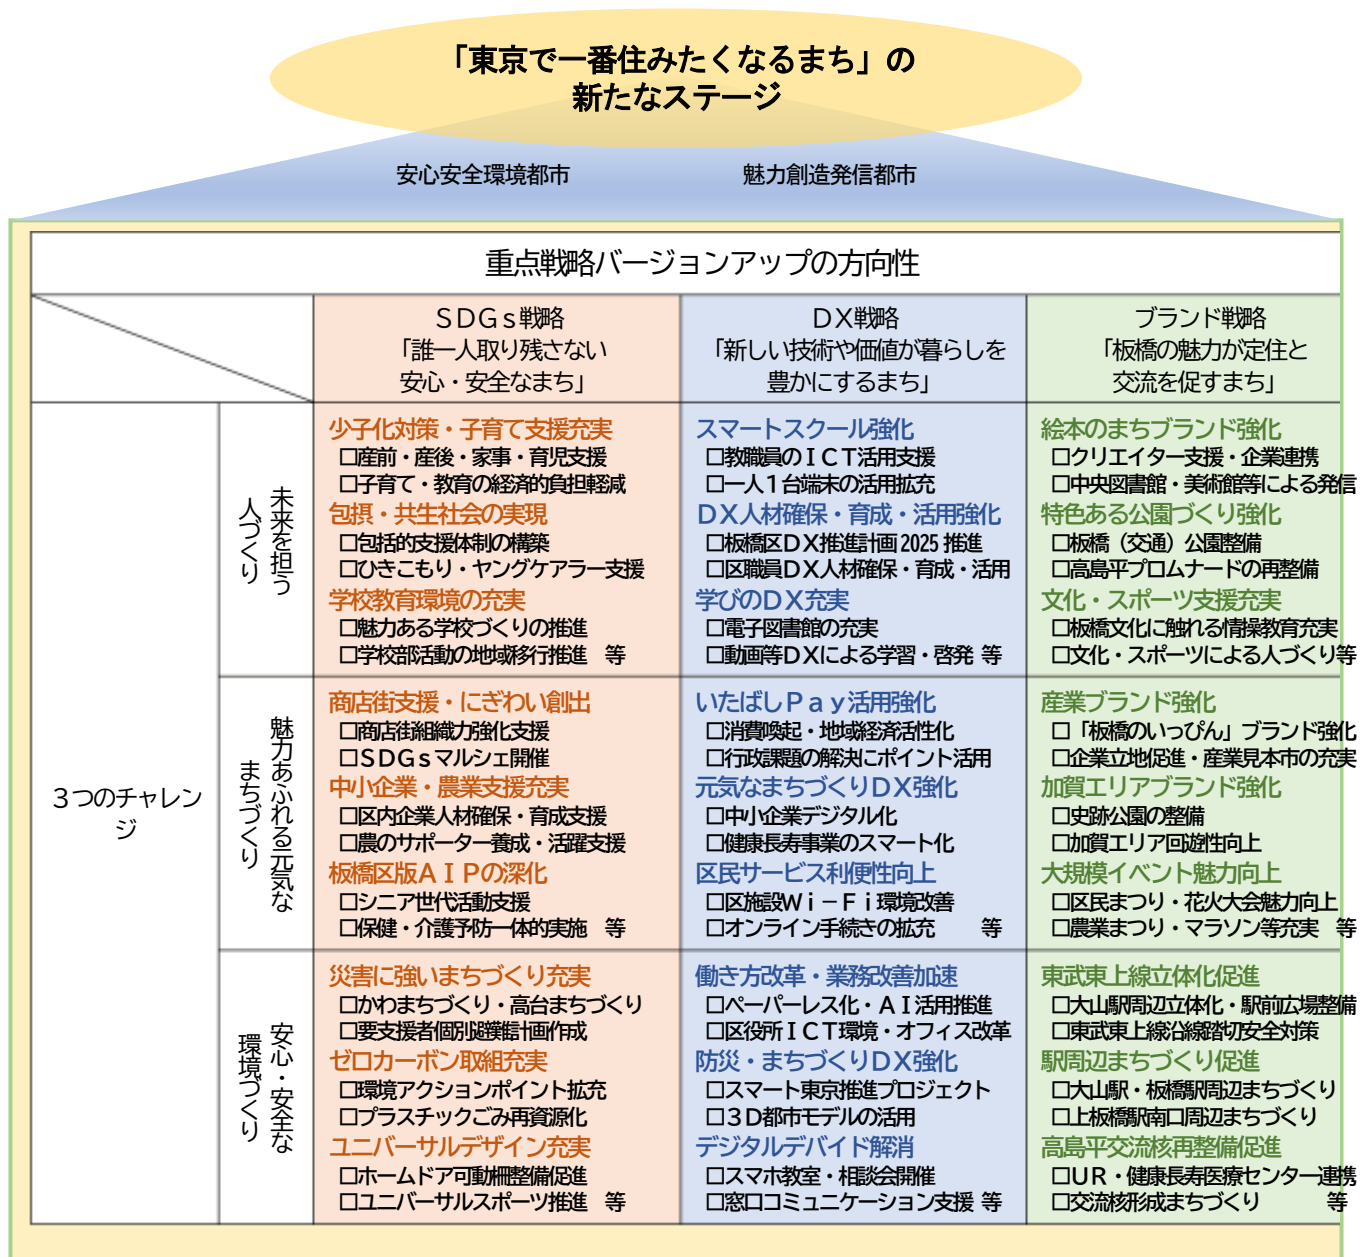 「東京で一番住みたくなるまち」の
新たなステージ
安心安全環境都市
魅力創造発信都市
重点戦略バージョンアップの方向性
ＳＤＧｓ戦略
「誰一人取り残さない
安心・安全なまち」
ＤＸ戦略
「新しい技術や価値が暮らしを
豊かにするまち」
ブランド戦略
「板橋の魅力が定住と
交流を促すまち」
３つのチャレン
ジ
未来を担う
人づくり
少子化対策・子育て支援充実
□産前・産後・家事・育児支援
□子育て・教育の経済的負担軽減
包摂・共生社会の実現
□包括的支援体制の構築
□ひきこもり・ヤングケアラー支援
学校教育環境の充実
□魅力ある学校づくりの推進
□学校部活動の地域移行推進　等
スマートスクール強化
□教職員のＩＣＴ活用支援
□一人１台端末の活用拡充
ＤＸ人材確保・育成・活用強化
□板橋区ＤＸ推進計画 2025 推進
□区職員ＤＸ人材確保・育成・活用
学びのＤＸ充実
□電子図書館の充実
□動画等ＤＸによる学習・啓発 等
絵本のまちブランド強化
□クリエイター支援・企業連携
□中央図書館・美術館等による発信
特色ある公園づくり強化
□板橋（交通）公園整備
□高島平プロムナードの再整備
文化・スポーツ支援充実
□板橋文化に触れる情操教育充実
□文化・スポーツによる人づくり等
魅力あふれる元気な
まちづくり
商店街支援・にぎわい創出
□商店街組織力強化支援
□ＳＤＧｓマルシェ開催
中小企業・農業支援充実
□区内企業人材確保・育成支援
□農のサポーター養成・活躍支援
板橋区版ＡＩＰの深化
□シニア世代活動支援
□保健・介護予防一体的実施　等
いたばしＰａｙ活用強化
□消費喚起・地域経済活性化
□行政課題の解決にポイント活用
元気なまちづくりＤＸ強化
□中小企業デジタル化
□健康長寿事業のスマート化
区民サービス利便性向上
□区施設Ｗｉ－Ｆｉ環境改善
□オンライン手続きの拡充　　等
産業ブランド強化
□「板橋のいっぴん」ブランド強化
□企業立地促進・産業見本市の充実
加賀エリアブランド強化
□史跡公園の整備
□加賀エリア回遊性向上
大規模イベント魅力向上
□区民まつり・花火大会魅力向上
□農業まつり・マラソン等充実　等
安心・安全な
環境づくり
災害に強いまちづくり充実
□かわまちづくり・高台まちづくり
□要支援者個別避難計画作成
ゼロカーボン取組充実
□環境アクションポイント拡充
□プラスチックごみ再資源化
ユニバーサルデザイン充実
□ホームドア可動柵整備促進
□ユニバーサルスポーツ推進　等
働き方改革・業務改善加速
□ペーパーレス化・ＡＩ活用推進
□区役所ＩＣＴ環境・オフィス改革
防災・まちづくりＤＸ強化
□スマート東京推進プロジェクト
□３Ｄ都市モデルの活用
デジタルデバイド解消
□スマホ教室・相談会開催
□窓口コミュニケーション支援 等
東武東上線立体化促進
□大山駅周辺立体化・駅前広場整備
□東武東上線沿線踏切安全対策
駅周辺まちづくり促進
□大山駅・板橋駅周辺まちづくり
□上板橋駅南口周辺まちづくり
高島平交流核再整備促進
□ＵＲ・健康長寿医療センター連携
□交流核形成まちづくり　　　等